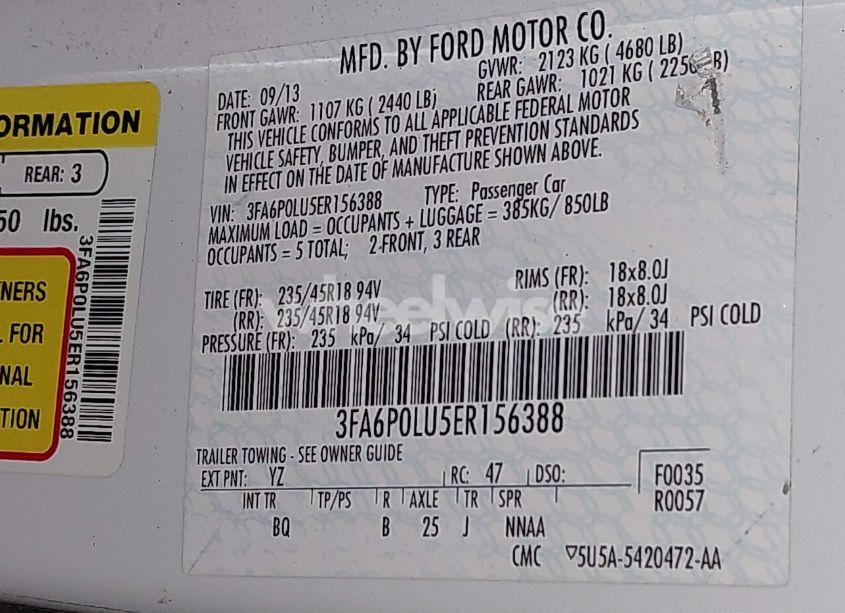 ORMATION
REAR: 3
50 lbs.
NERS
L FOR
NAL
TION
3FA6P0LU5ER156388
MFD. BY FORD MOTOR CO.
DATE: 09/13 GVWR: 2123 KG ( 4680 LB)
FRONT GAWR: 1107 KG ( 2440 LB) REAR GAWR: 1021 KG ( 2250 LB)
THIS VEHICLE CONFORMS TO ALL APPLICABLE FEDERAL MOTOR
VEHICLE SAFETY, BUMPER, AND THEFT PREVENTION STANDARDS
IN EFFECT ON THE DATE OF MANUFACTURE SHOWN ABOVE.
VIN: 3FA6P0LU5ER156388 TYPE: Passenger Car
MAXIMUM LOAD = OCCUPANTS + LUGGAGE = 385KG/ 850LB
OCCUPANTS = 5 TOTAL; 2-FRONT, 3 REAR
TIRE (FR): 235/45R18 94V RIMS (FR): 18x8.0J
(RR): 235/45R18 94V (RR): 18x8.0J
PRESSURE (FR): 235 kPa/ 34 PSI COLD (RR): 235 kPa/ 34 PSI COLD
3FA6P0LU5ER156388
TRAILER TOWING - SEE OWNER GUIDE
EXT PNT: YZ RC: 47 DSO: F0035
INT TR TP/PS R AXLE TR SPR R0057
BQ B 25 J NNAA
CMC ▽5U5A-5420472-AA